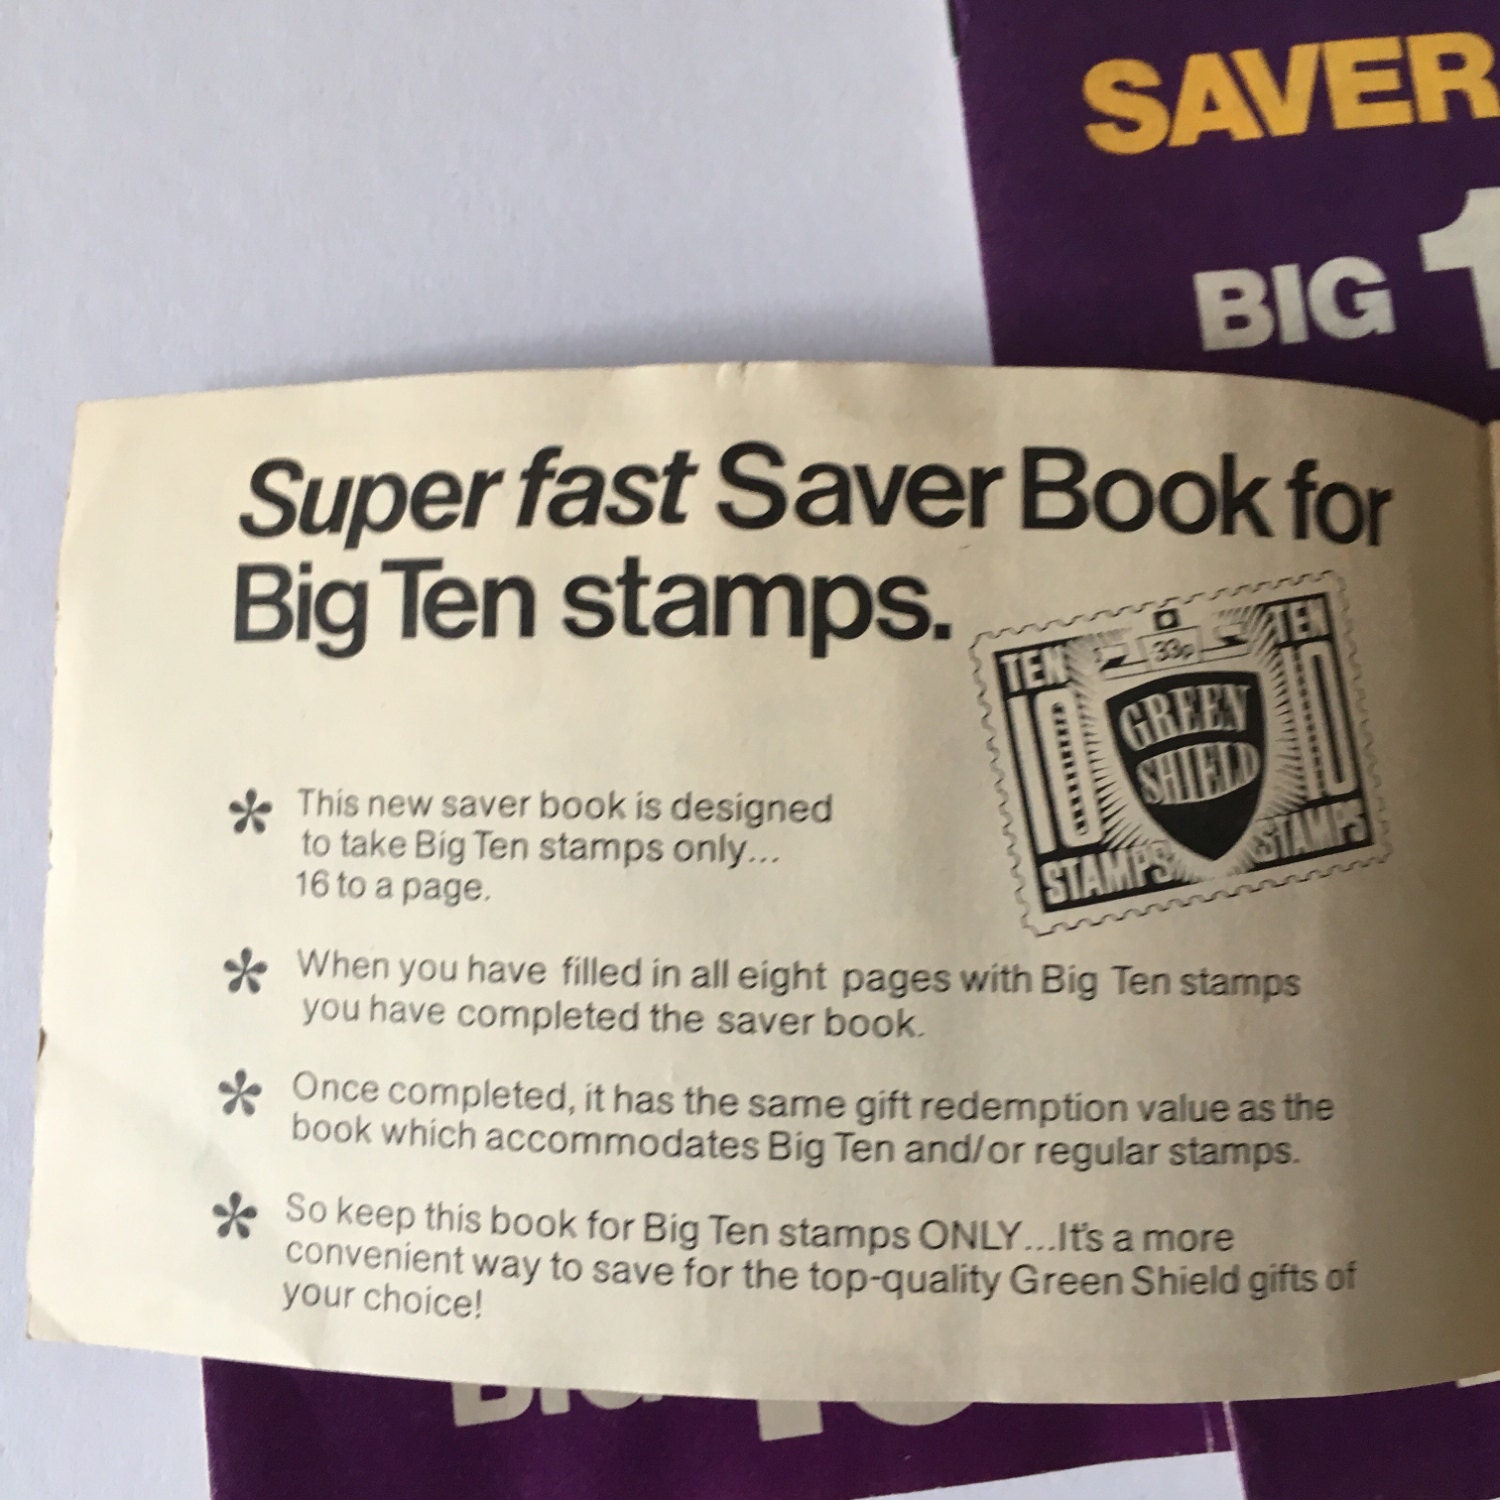 SAVER
BIG 1
Super fast Saver Book for
Big Ten stamps.
TEN
33p
TEN
10
GREEN
SHIELD
10
STAMPS
STAMPS
* This new saver book is designed
to take Big Ten stamps only...
16 to a page.
* When you have filled in all eight pages with Big Ten stamps
you have completed the saver book.
* Once completed, it has the same gift redemption value as the
book which accommodates Big Ten and/or regular stamps.
* So keep this book for Big Ten stamps ONLY...It's a more
convenient way to save for the top-quality Green Shield gifts of
your choice!